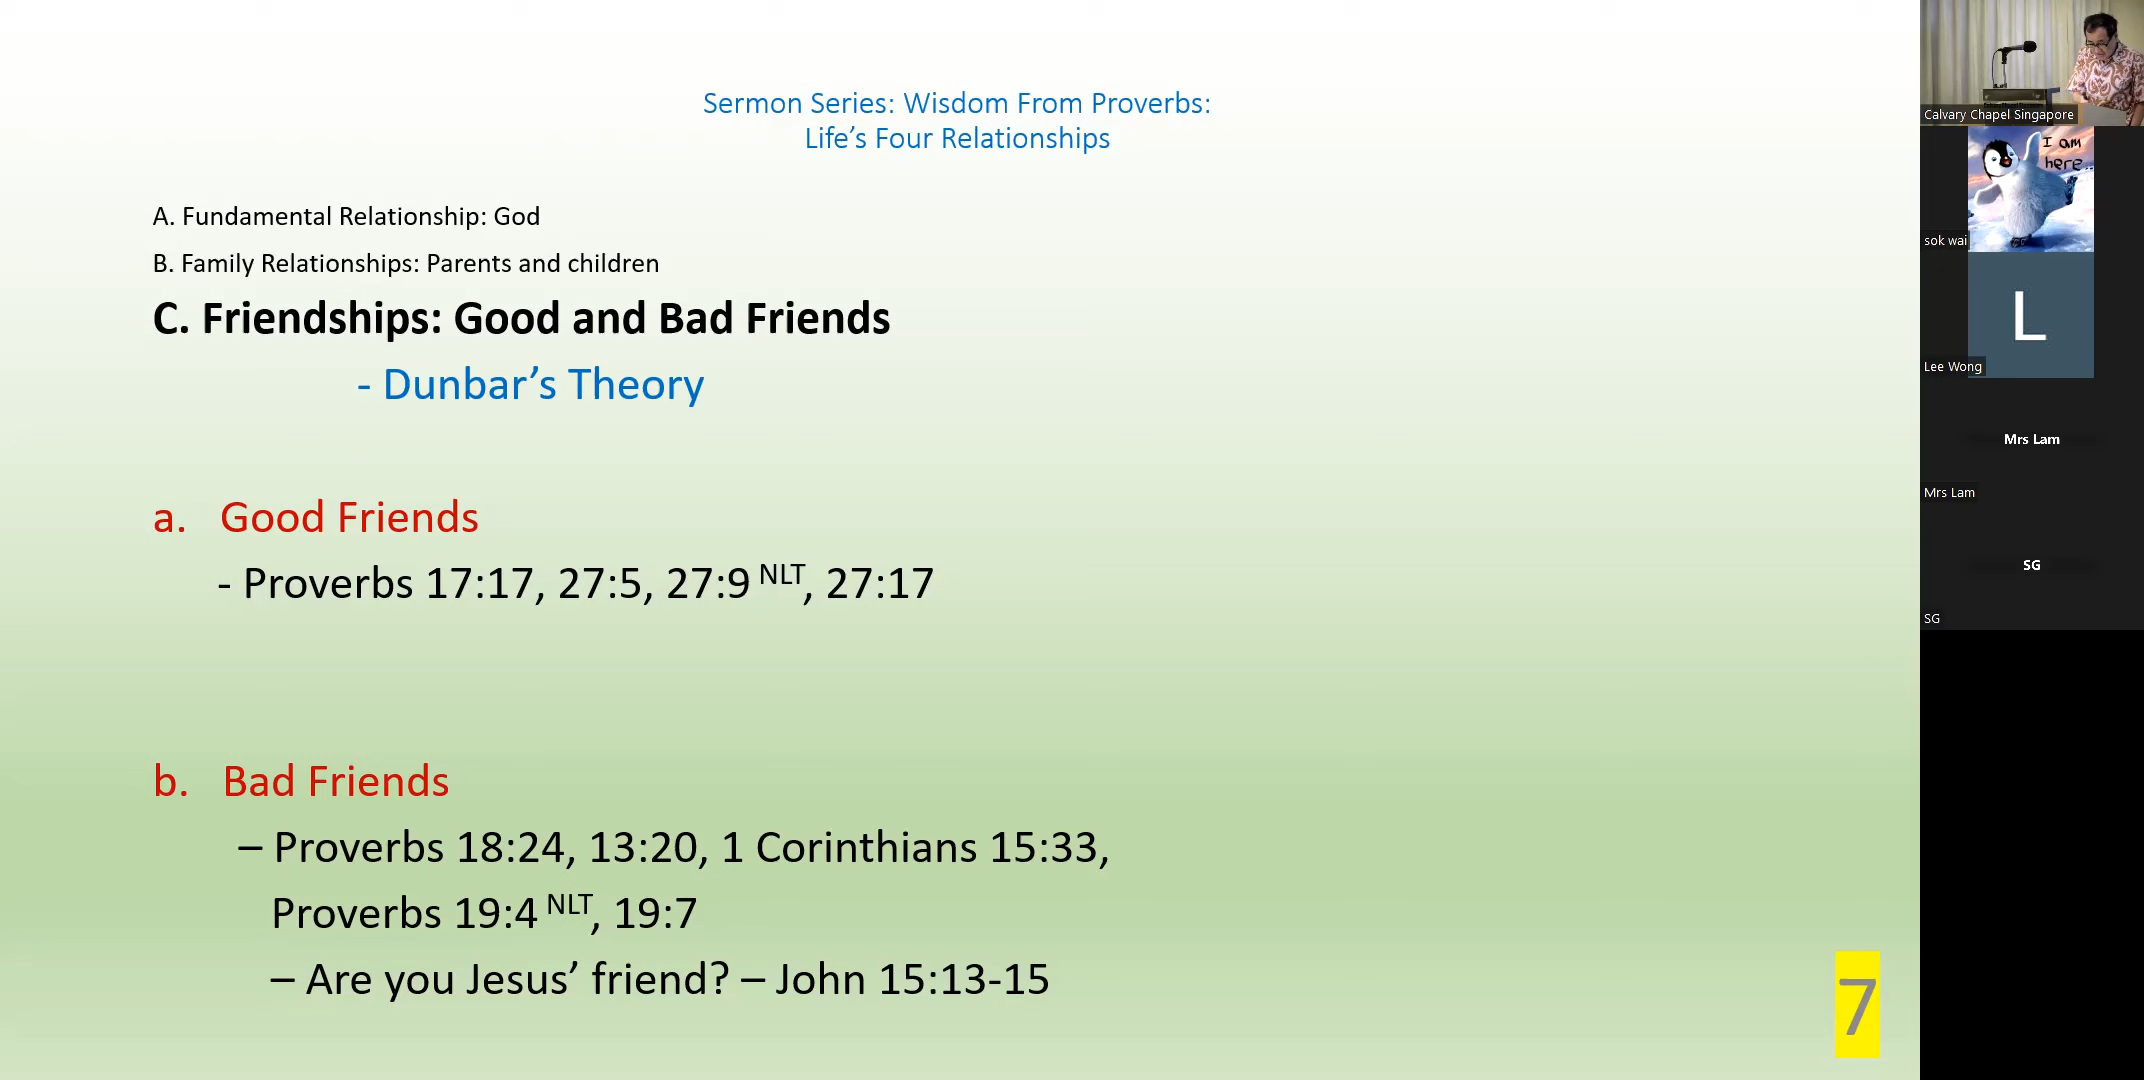 Sermon Series: Wisdom From Proverbs:
Life’s Four Relationships
A. Fundamental Relationship: God
B. Family Relationships: Parents and children
C. Friendships: Good and Bad Friends
- Dunbar’s Theory
a. Good Friends
- Proverbs 17:17, 27:5, 27:9 NLT, 27:17
b. Bad Friends
– Proverbs 18:24, 13:20, 1 Corinthians 15:33,
Proverbs 19:4 NLT, 19:7
– Are you Jesus’ friend? – John 15:13-15
7
Calvary Chapel Singapore
I am
here..
sok wai
L
Lee Wong
Mrs Lam
Mrs Lam
SG
SG